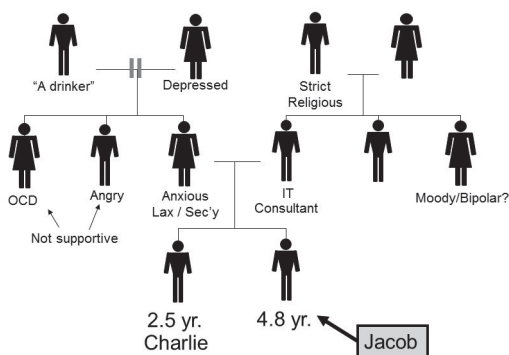 “A drinker”
Depressed
Strict
Religious
OCD
Angry
Anxious
Lax / Sec'y
IT
Consultant
Moody/Bipolar?
Not supportive
2.5 yr.
Charlie
4.8 yr.
Jacob